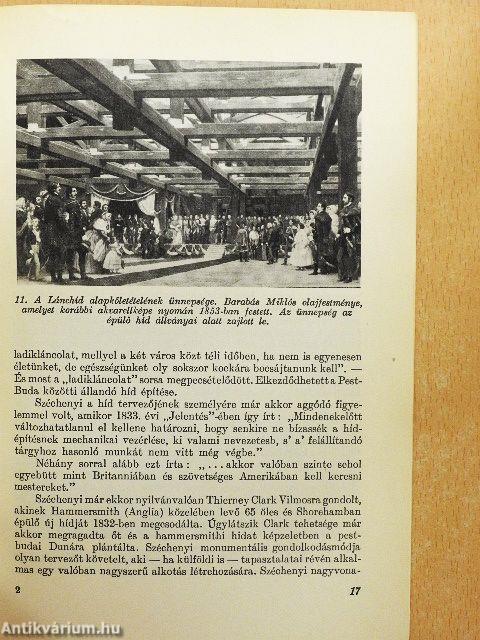 11. A Lánchíd alapkőletételének ünnepsége. Barabás Miklós olajfestménye,
amelyet korábbi akvarellképe nyomán 1853-ban festett. Az ünnepség az
épülő híd állványai alatt zajlott le.
ladikláncolat, mellyel a két város közt téli időben, ha nem is egyenesen
életünket, de egészségünket oly sokszor kockára bocsájtanunk kell". —
És most a „ladikláncolat" sorsa megpecsételődött. Elkezdődhetett a Pest-
Buda közötti állandó híd építése.
Széchenyi a híd tervezőjének személyére már akkor aggódó figye-
lemmel volt, amikor 1833. évi „Jelentés"-ében így írt: „Mindenekelőtt
változhatatlanul el kellene határozni, hogy senkire ne bízassék a híd-
építésnek mechanikai vezérlése, ki valami nevezetesb, s' a' felállítandó
tárgyhoz hasonló munkát nem vitt még végbe."
Néhány sorral alább ezt írta: „... akkor valóban szinte sehol
egyebütt mint Britanniában és szövetséges Amerikában kell keresni
mestereket."
Széchenyi már ekkor nyilvánvalóan Thierney Clark Vilmosra gondolt,
akinek Hammersmith (Anglia) közelében levő 65 öles és Shorehamban
épülő új hídját 1832-ben megcsodálta. Úgylátszik Clark tehetsége már
akkor megragadta őt és a hammersmithi hidat képzeletben a pest-
budai Dunára plántálta. Széchenyi monumentális gondolkodásmódja
olyan tervezőt követelt, aki — ha külföldi is — tapasztalatai révén alkal-
mas egy valóban nagyszerű alkotás létrehozására. Széchenyi nagyvona-
2 17
© Antikvárium.hu